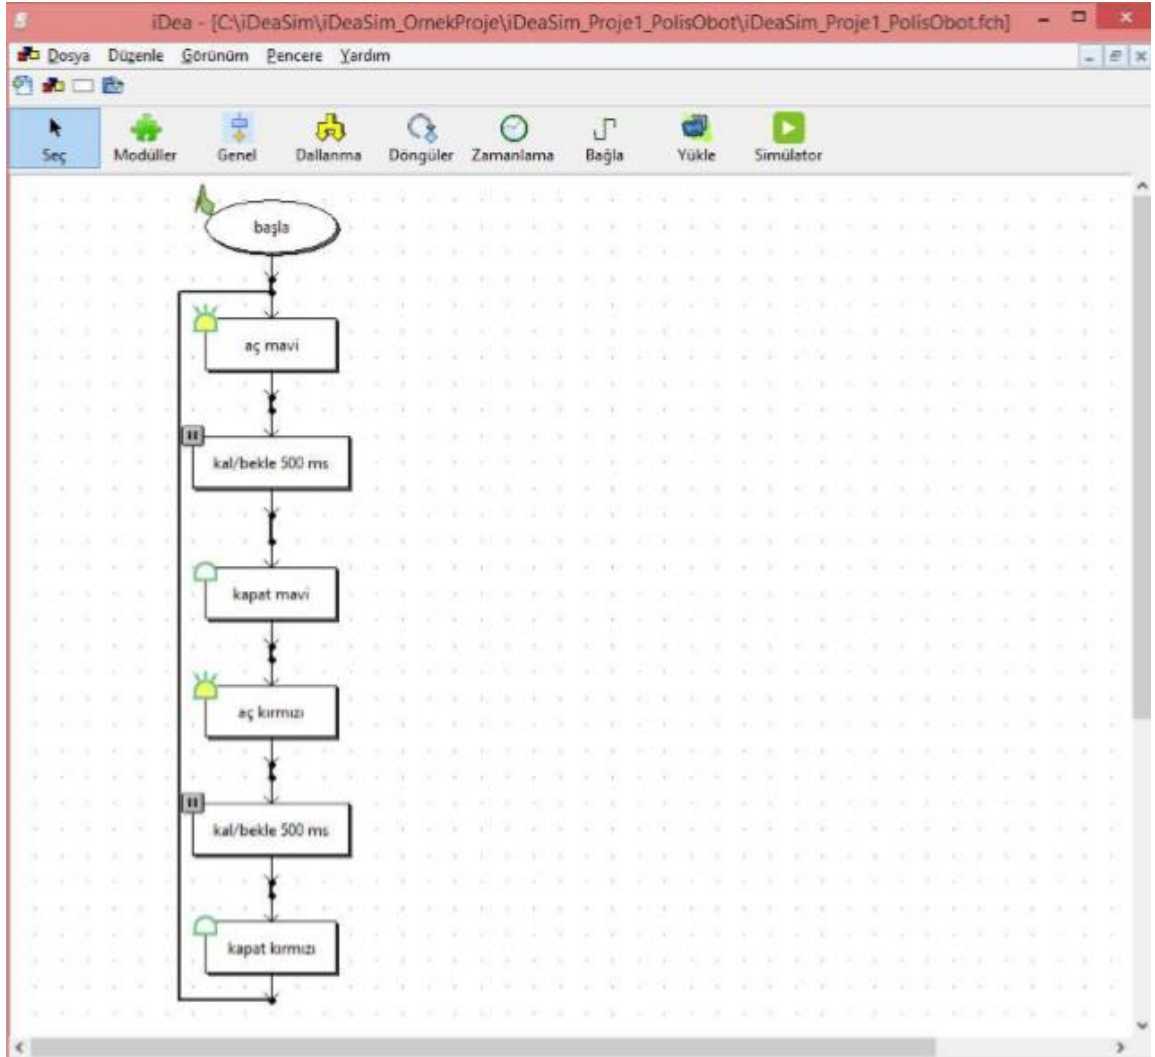 iDea - [C:\iDeaSim\iDeaSim_OrnekProje\iDeaSim_Proje1_PolisObot\iDeaSim_Proje1_PolisObot.fch]
Dosya Düzenle Görünüm Pencere Yardım
Seç Modüller Genel Dallanma Döngüler Zamanlama Bağla Yükle Simülator
başla
aç mavi
kal/bekle 500 ms
kapat mavi
aç kırmızı
kal/bekle 500 ms
kapat kırmızı